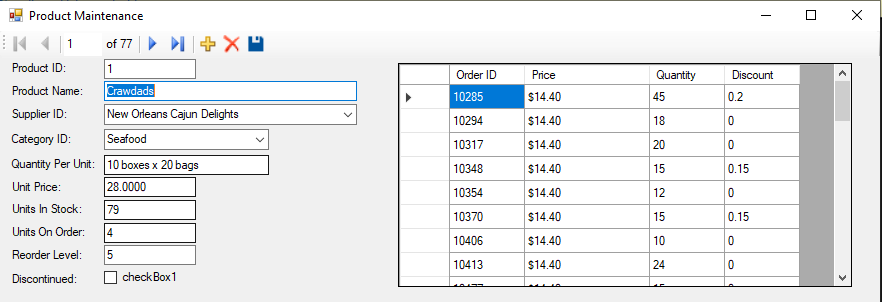 Product Maintenance
1 of 77
Product ID: 1
Product Name: Crawdads
Supplier ID: New Orleans Cajun Delights
Category ID: Seafood
Quantity Per Unit: 10 boxes x 20 bags
Unit Price: 28.0000
Units In Stock: 79
Units On Order: 4
Reorder Level: 5
Discontinued: checkBox1
Order ID Price Quantity Discount
10285 $14.40 45 0.2
10294 $14.40 18 0
10317 $14.40 20 0
10348 $14.40 15 0.15
10354 $14.40 12 0
10370 $14.40 15 0.15
10406 $14.40 10 0
10413 $14.40 24 0